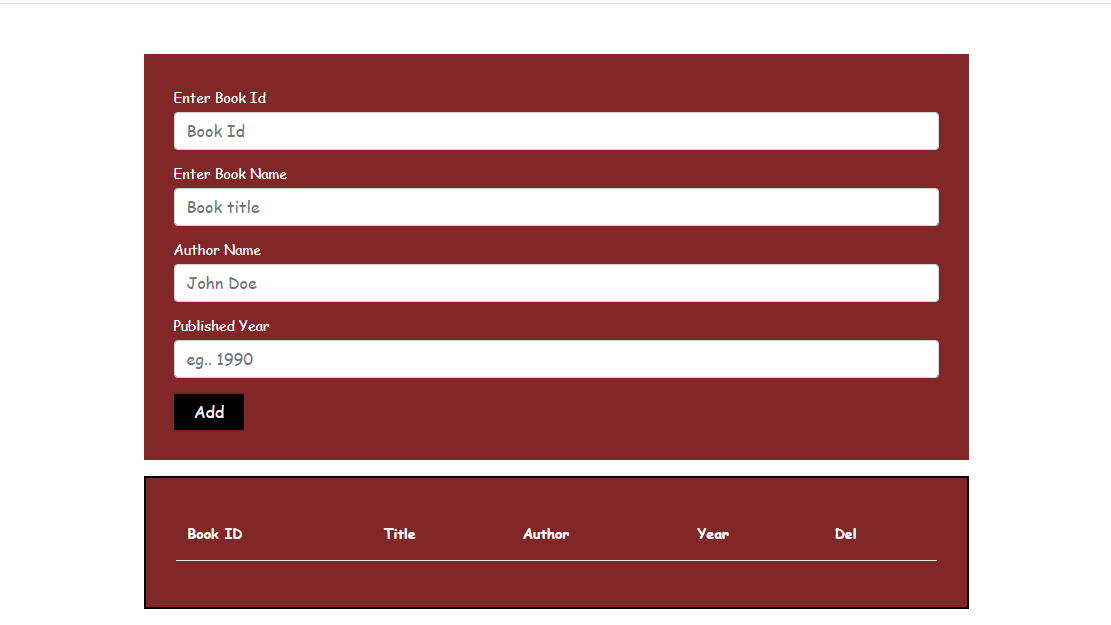 Enter Book Id
Book Id
Enter Book Name
Book title
Author Name
John Doe
Published Year
eg.. 1990
Add
Book ID Title Author Year Del